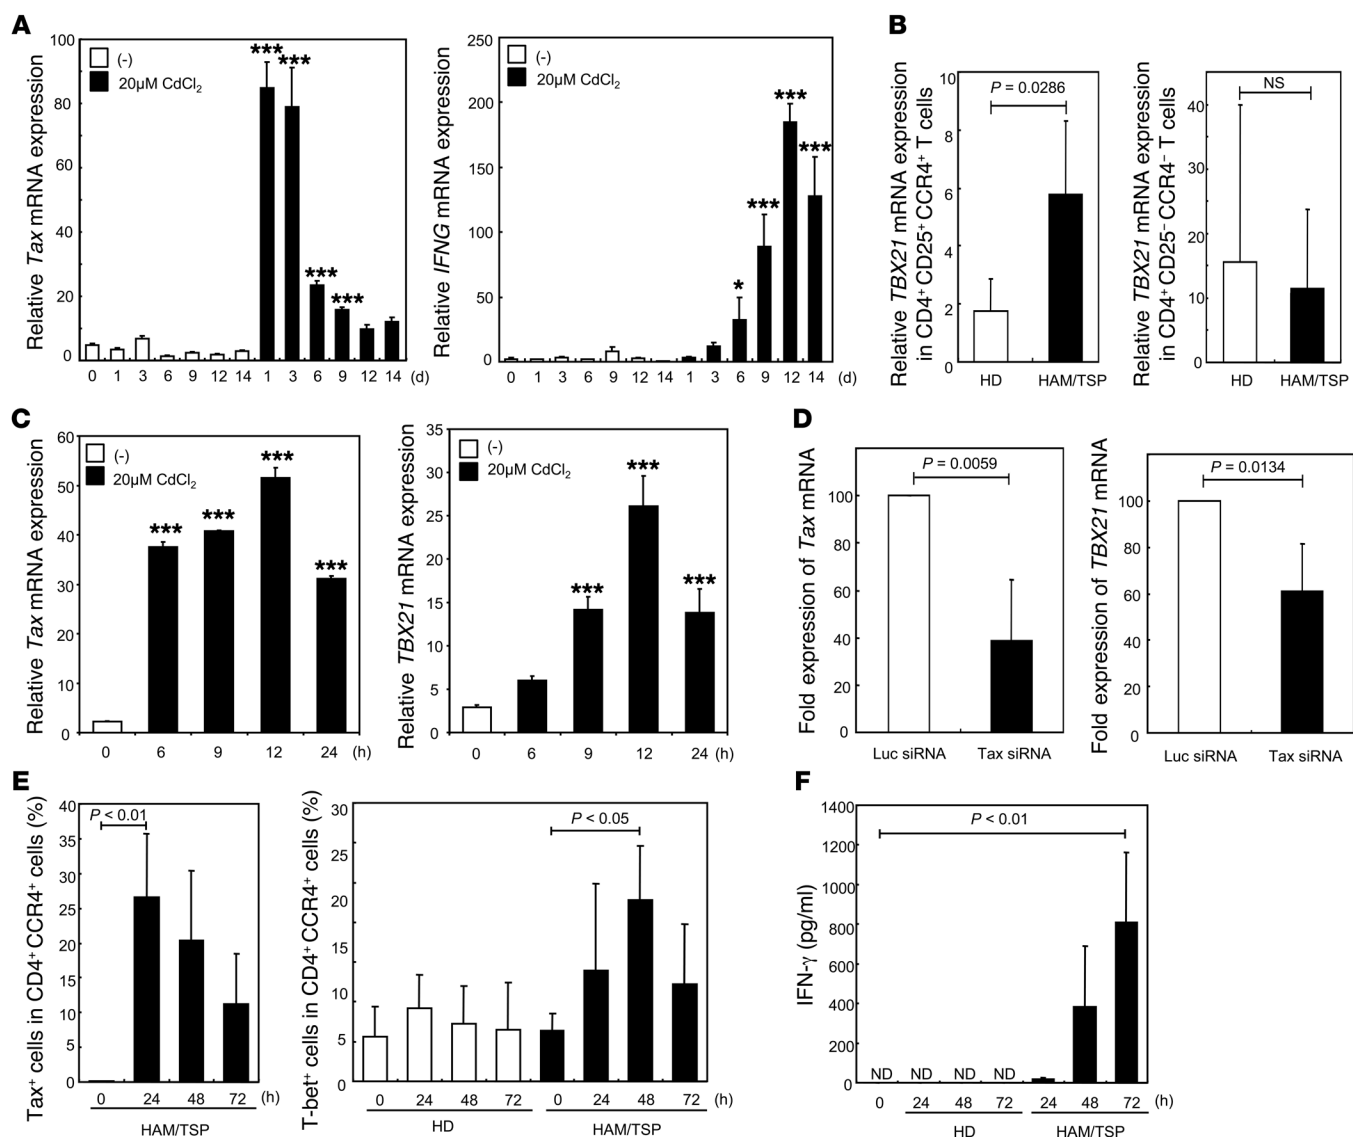 A
Relative Tax mRNA expression
100
80
60
40
20
0
(-)
20µM CdCl2
***
***
***
***
0 1 3 6 9 12 14 1 3 6 9 12 14 (d)
Relative IFNG mRNA expression
250
200
150
100
50
0
(-)
20µM CdCl2
*
***
***
***
0 1 3 6 9 12 14 1 3 6 9 12 14 (d)
B
Relative TBX21 mRNA expression
in CD4+ CD25+ CCR4+ T cells
10
8
6
4
2
0
P = 0.0286
HD HAM/TSP
Relative TBX21 mRNA expression
in CD4+ CD25− CCR4− T cells
40
30
20
10
0
NS
HD HAM/TSP
C
Relative Tax mRNA expression
60
50
40
30
20
10
0
(-)
20µM CdCl2
***
***
***
***
0 6 9 12 24 (h)
Relative TBX21 mRNA expression
35
30
25
20
15
10
5
0
(-)
20µM CdCl2
***
***
***
0 6 9 12 24 (h)
D
Fold expression of Tax mRNA
100
80
60
40
20
0
P = 0.0059
Luc siRNA Tax siRNA
Fold expression of TBX21 mRNA
100
80
60
40
20
0
P = 0.0134
Luc siRNA Tax siRNA
E
Tax+ cells in CD4+ CCR4+ cells (%)
40
35
30
25
20
15
10
5
0
P < 0.01
0 24 48 72 (h)
HAM/TSP
T-bet+ cells in CD4+ CCR4+ cells (%)
30
25
20
15
10
5
0
P < 0.05
0 24 48 72 0 24 48 72 (h)
HD HAM/TSP
F
IFN-γ (pg/ml)
1400
1200
1000
800
600
400
200
0
P < 0.01
ND ND ND ND
0 24 48 72 24 48 72 (h)
HD HAM/TSP